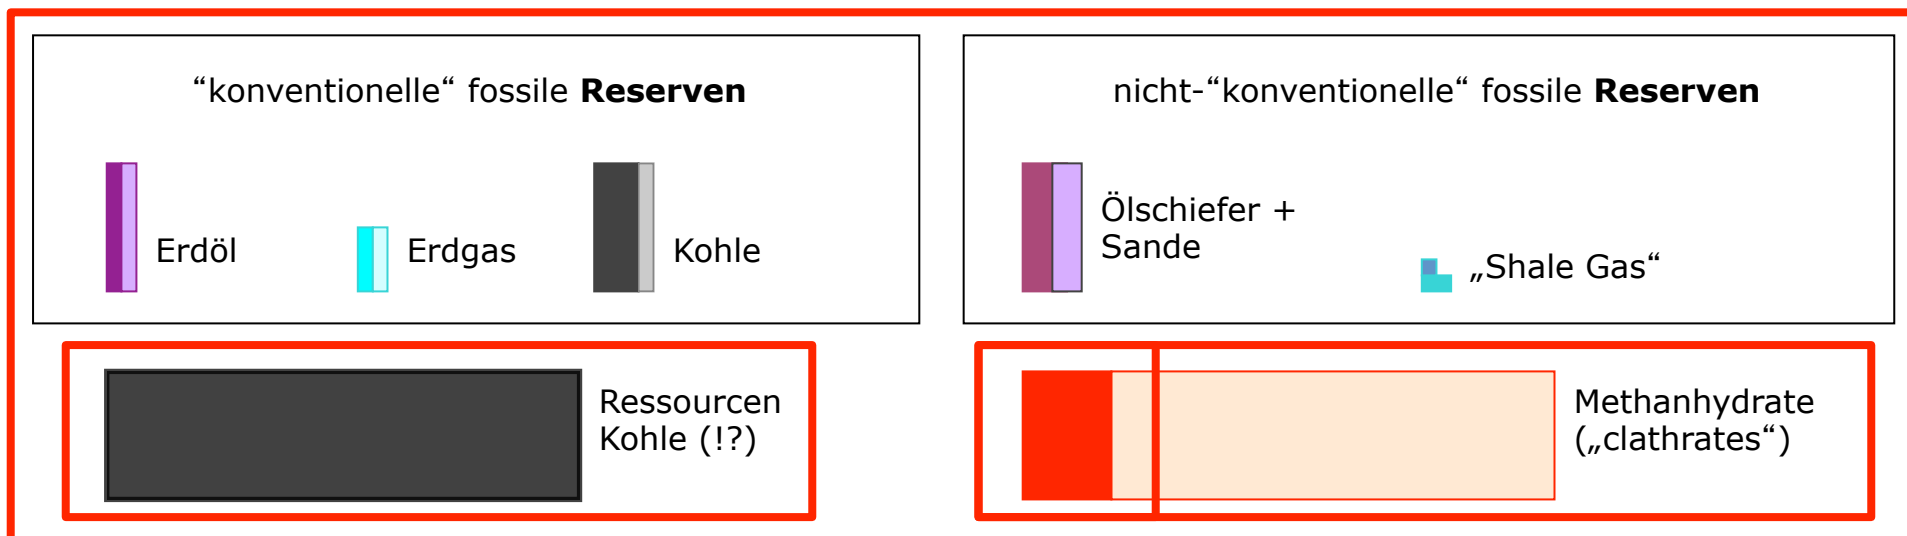 “konventionelle“ fossile Reserven
Erdöl
Erdgas
Kohle
nicht-“konventionelle“ fossile Reserven
Ölschiefer +
Sande
„Shale Gas“
Ressourcen
Kohle (!?)
Methanhydrate
(„clathrates“)